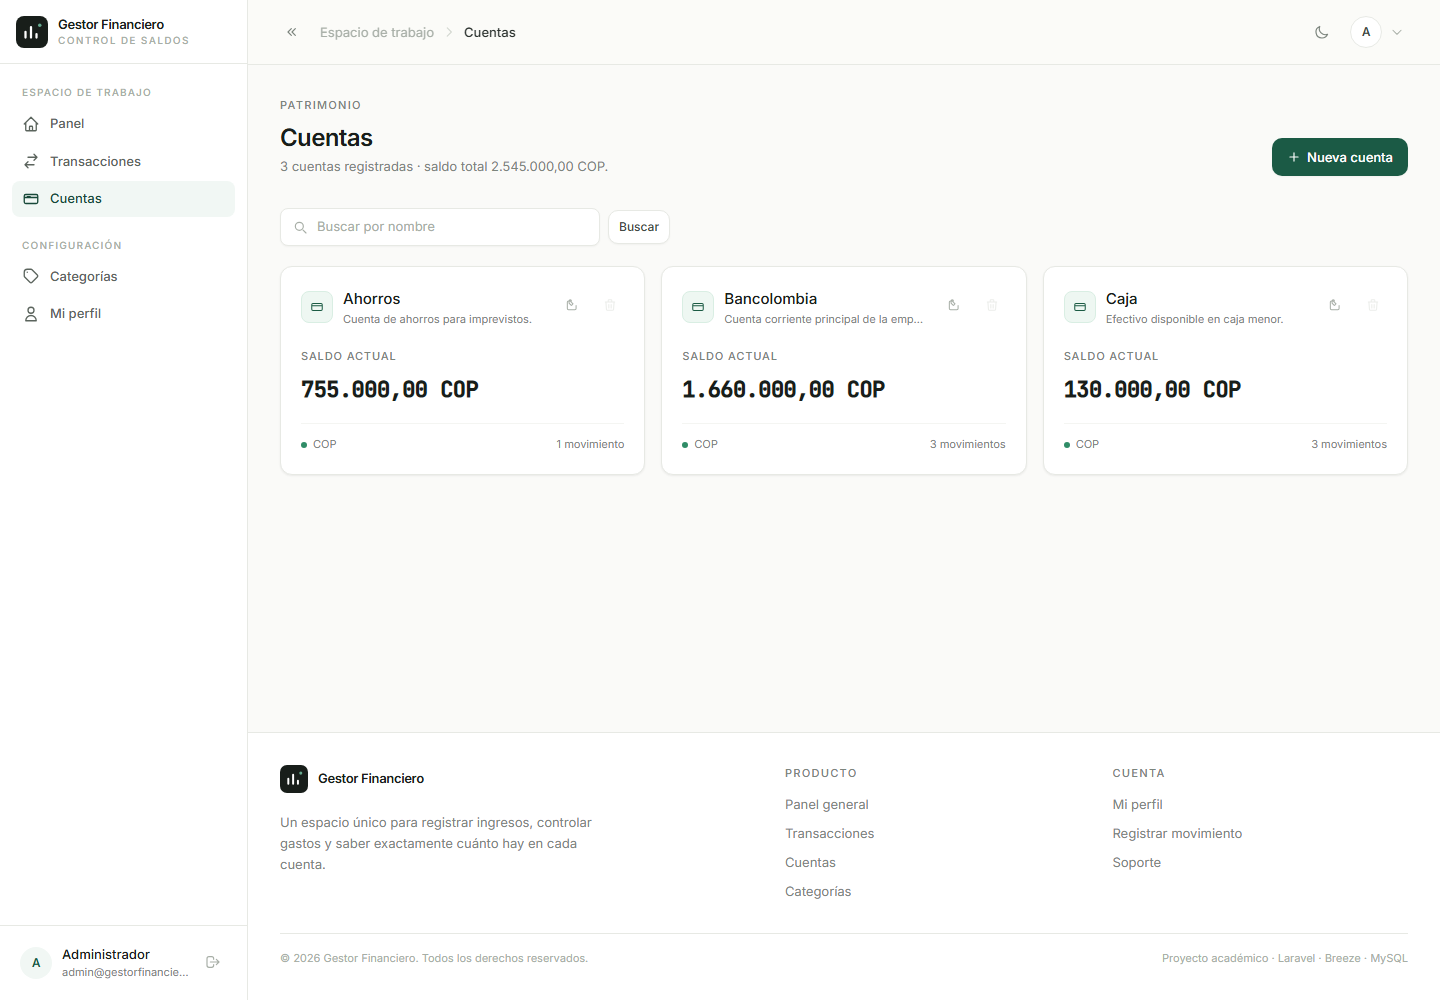 Gestor Financiero
CONTROL DE SALDOS
ESPACIO DE TRABAJO
Panel
Transacciones
Cuentas
CONFIGURACIÓN
Categorías
Mi perfil
A
Administrador
admin@gestorfinancie...
Espacio de trabajo
Cuentas
A
PATRIMONIO
Cuentas
3 cuentas registradas · saldo total 2.545.000,00 COP.
Nueva cuenta
Buscar por nombre
Buscar
Ahorros
Cuenta de ahorros para imprevistos.
SALDO ACTUAL
755.000,00 COP
COP
1 movimiento
Bancolombia
Cuenta corriente principal de la emp...
SALDO ACTUAL
1.660.000,00 COP
COP
3 movimientos
Caja
Efectivo disponible en caja menor.
SALDO ACTUAL
130.000,00 COP
COP
3 movimientos
Gestor Financiero
Un espacio único para registrar ingresos, controlar
gastos y saber exactamente cuánto hay en cada
cuenta.
PRODUCTO
Panel general
Transacciones
Cuentas
Categorías
CUENTA
Mi perfil
Registrar movimiento
Soporte
© 2026 Gestor Financiero. Todos los derechos reservados.
Proyecto académico · Laravel · Breeze · MySQL